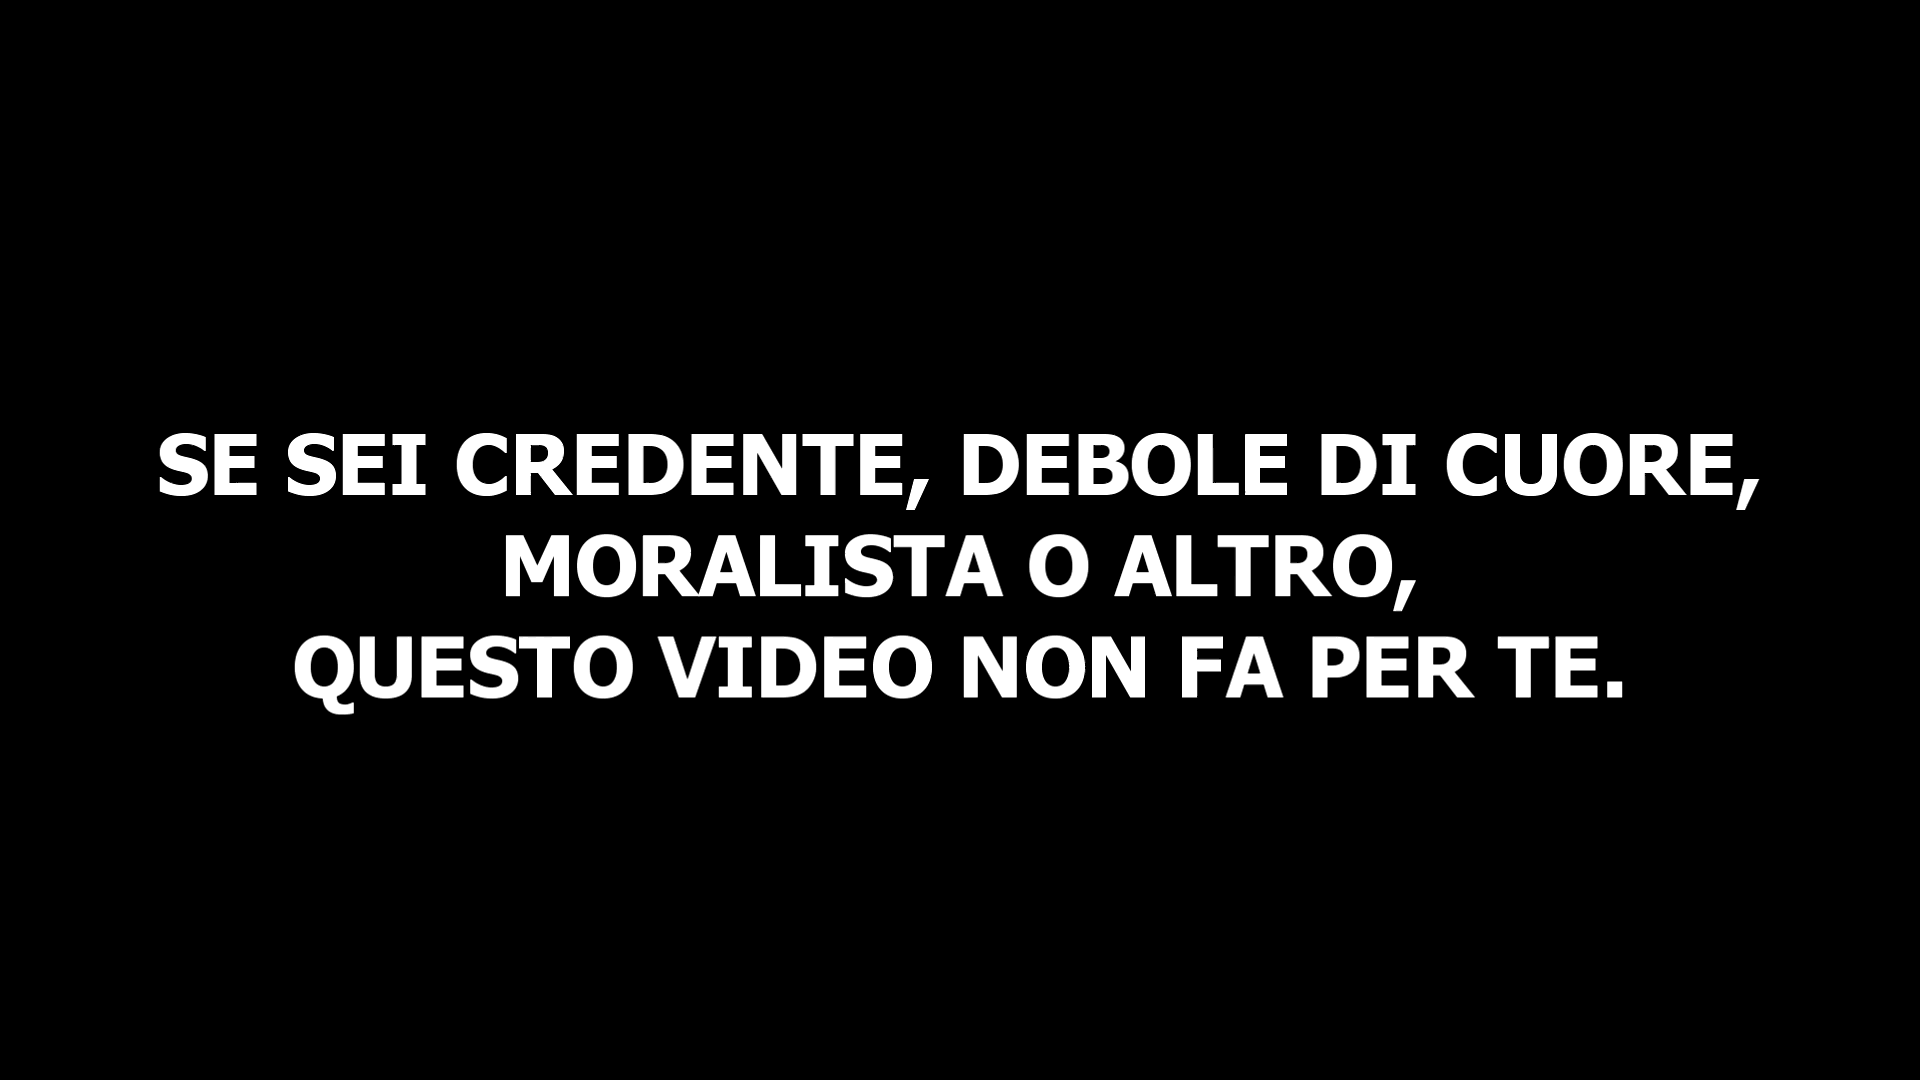 SE SEI CREDENTE, DEBOLE DI CUORE,
MORALISTA O ALTRO,
QUESTO VIDEO NON FA PER TE.